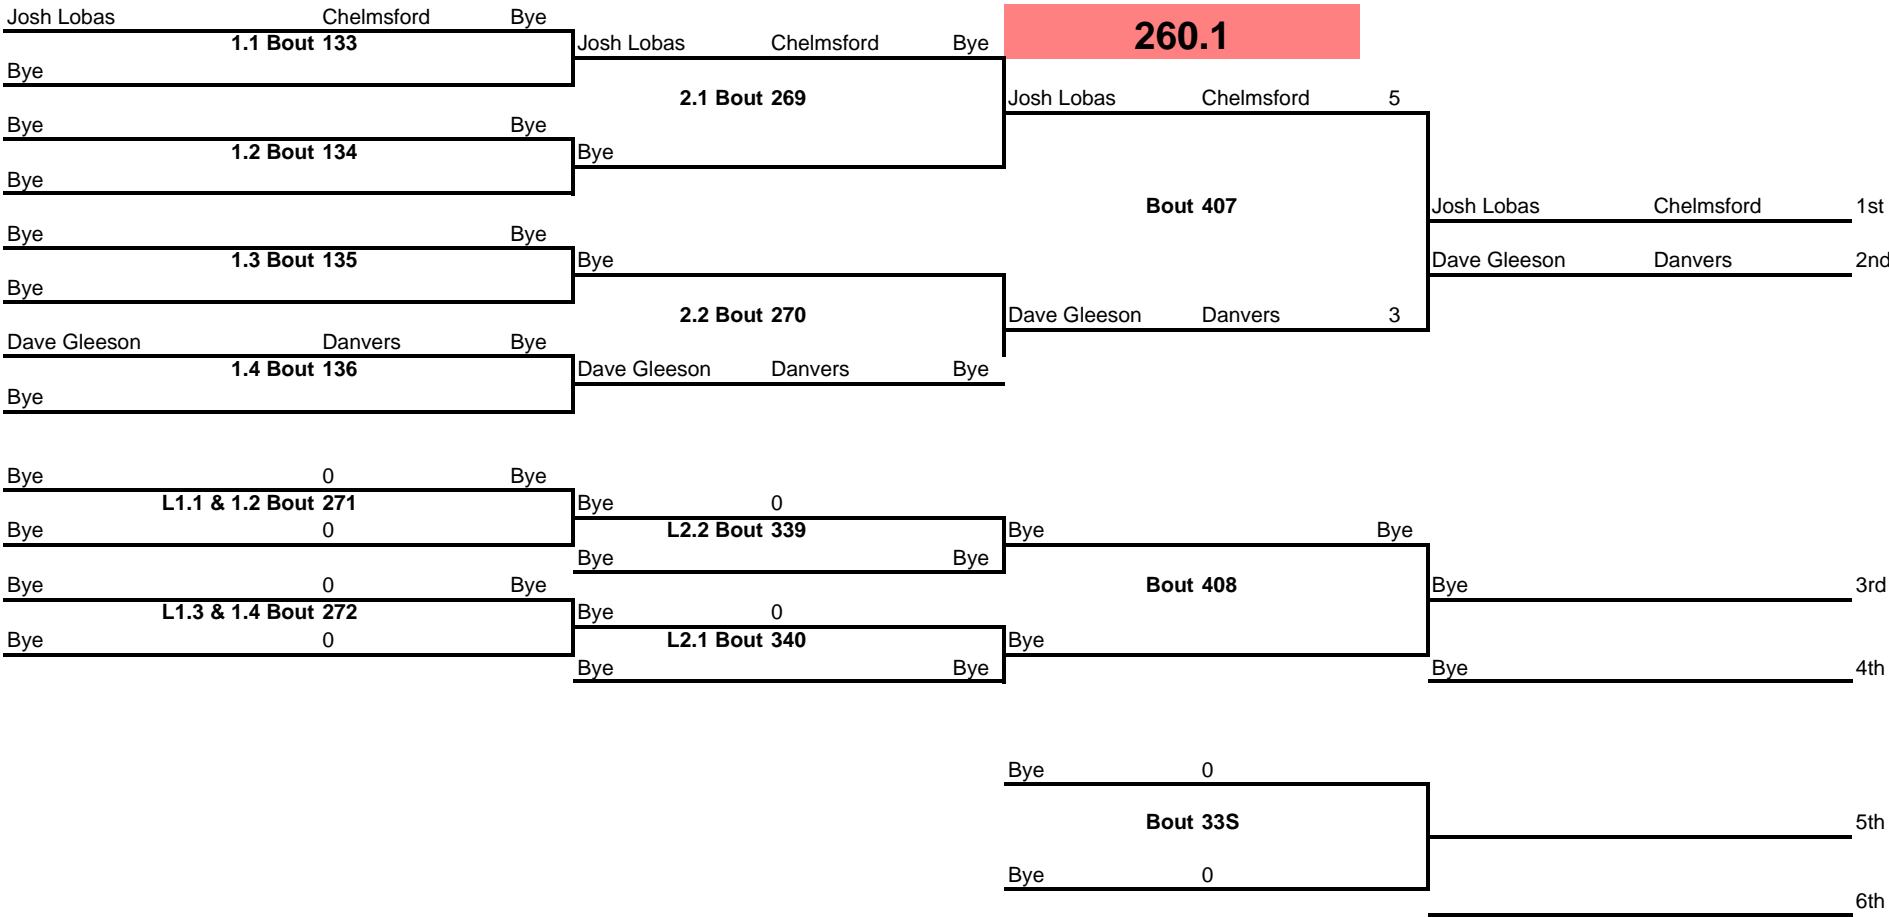 Josh Lobas Chelmsford Bye
260.1
1.1 Bout 133
Josh Lobas Chelmsford Bye
Bye
2.1 Bout 269
Josh Lobas Chelmsford 5
Bye Bye
1.2 Bout 134
Bye
Bye
Bout 407
Josh Lobas Chelmsford 1st
Bye Bye
1.3 Bout 135
Bye
Dave Gleeson Danvers 2nd
Bye
2.2 Bout 270
Dave Gleeson Danvers 3
Dave Gleeson Danvers Bye
1.4 Bout 136
Dave Gleeson Danvers Bye
Bye
Bye 0 Bye
L1.1 & 1.2 Bout 271
Bye 0
Bye 0
L2.2 Bout 339
Bye Bye
Bye Bye
Bye 0 Bye
Bout 408
Bye 3rd
L1.3 & 1.4 Bout 272
Bye 0
Bye 0
L2.1 Bout 340
Bye
Bye Bye
Bye 4th
Bye 0
Bout 33S
5th
Bye 0
6th